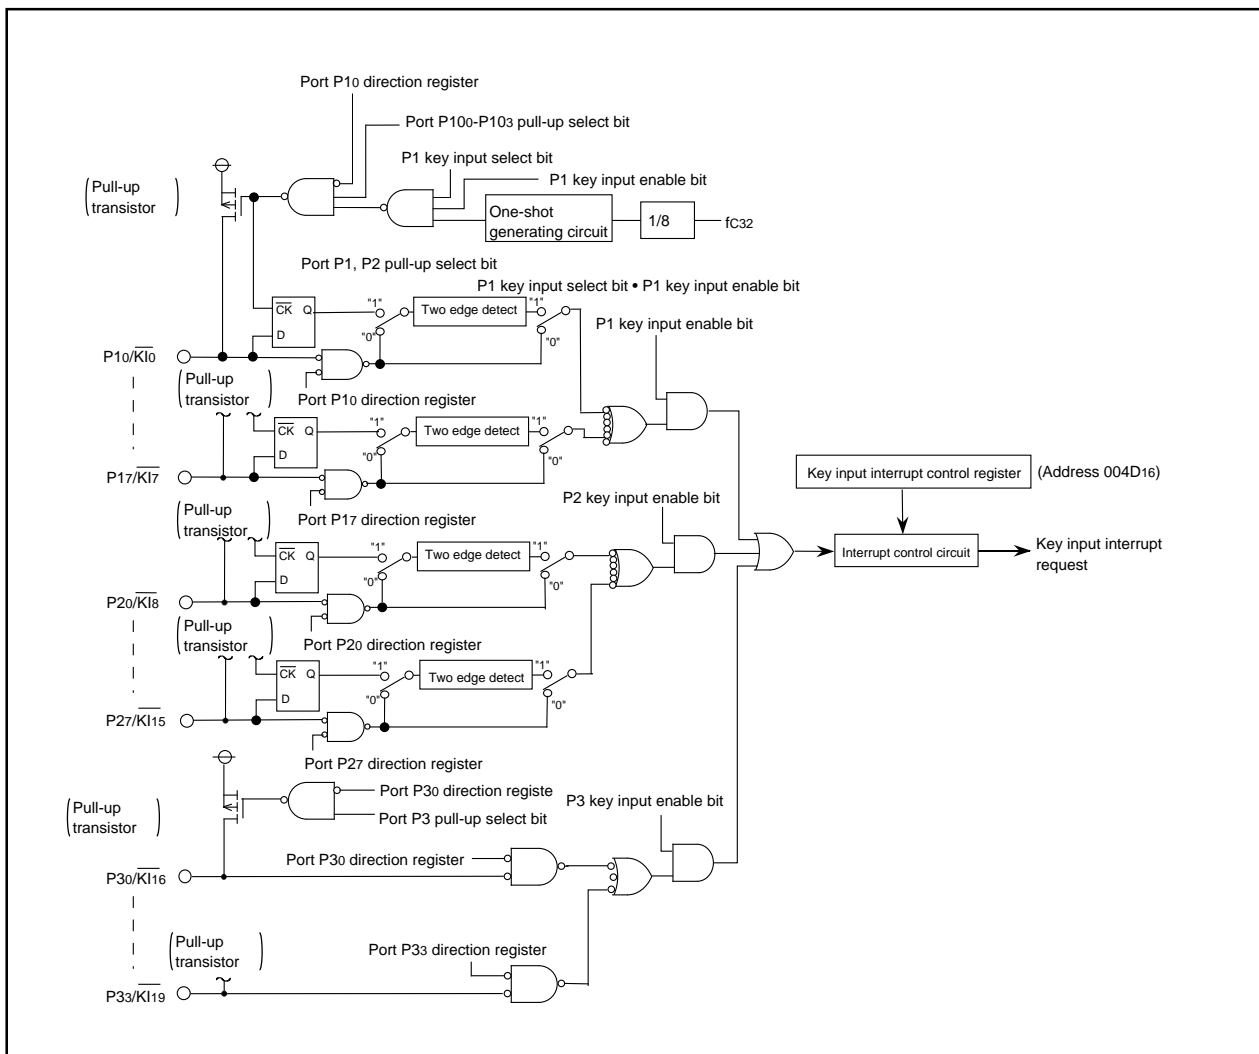 Port P10 direction register
Port P100-P103 pull-up select bit
P1 key input select bit
P1 key input enable bit
(Pull-up
transistor)
One-shot
generating circuit
1/8
fC32
Port P1, P2 pull-up select bit
P1 key input select bit • P1 key input enable bit
CK Q
D
"1"
"0"
Two edge detect
"1"
"0"
P1 key input enable bit
P10/KI0
(Pull-up
transistor)
Port P10 direction register
CK Q
D
"1"
"0"
Two edge detect
"1"
"0"
P17/KI7
Key input interrupt control register
(Address 004D16)
P2 key input enable bit
(Pull-up
transistor)
Port P17 direction register
CK Q
D
"1"
"0"
Two edge detect
"1"
"0"
Interrupt control circuit
Key input interrupt
request
P20/KI8
(Pull-up
transistor)
Port P20 direction register
CK Q
D
"1"
"0"
Two edge detect
"1"
"0"
P27/KI15
Port P27 direction register
Port P30 direction registe
Port P3 pull-up select bit
P3 key input enable bit
(Pull-up
transistor)
Port P30 direction register
P30/KI16
(Pull-up
transistor)
Port P33 direction register
P33/KI19